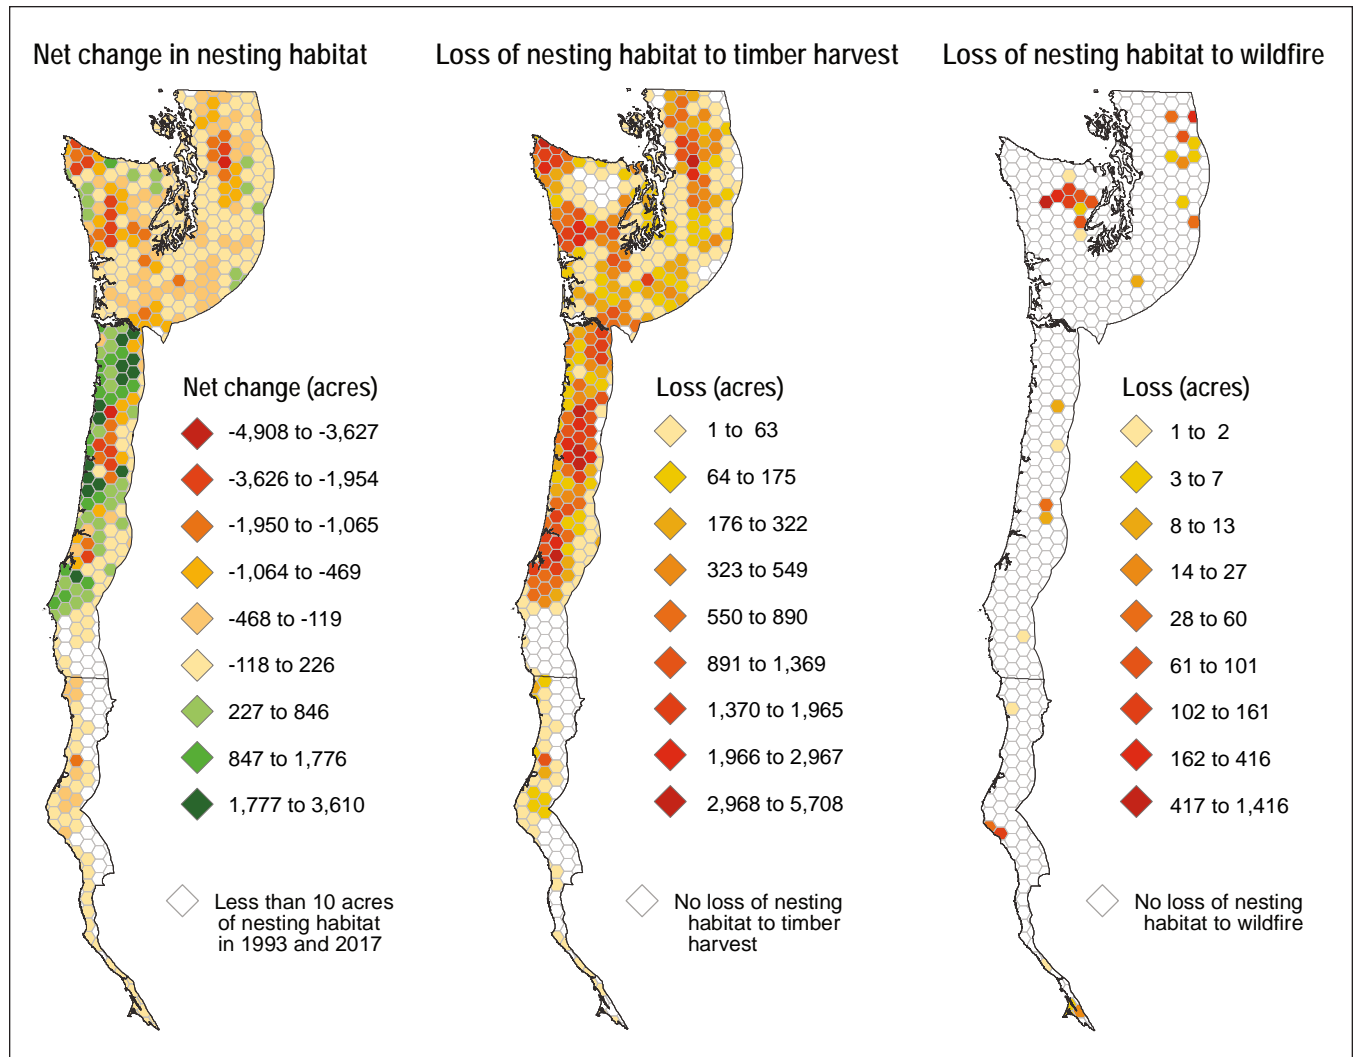 Net change in nesting habitat
Net change (acres)
-4,908 to -3,627
-3,626 to -1,954
-1,950 to -1,065
-1,064 to -469
-468 to -119
-118 to 226
227 to 846
847 to 1,776
1,777 to 3,610
Less than 10 acres
of nesting habitat
in 1993 and 2017
Loss of nesting habitat to timber harvest
Loss (acres)
1 to 63
64 to 175
176 to 322
323 to 549
550 to 890
891 to 1,369
1,370 to 1,965
1,966 to 2,967
2,968 to 5,708
No loss of nesting
habitat to timber
harvest
Loss of nesting habitat to wildfire
Loss (acres)
1 to 2
3 to 7
8 to 13
14 to 27
28 to 60
61 to 101
102 to 161
162 to 416
417 to 1,416
No loss of nesting
habitat to wildfire